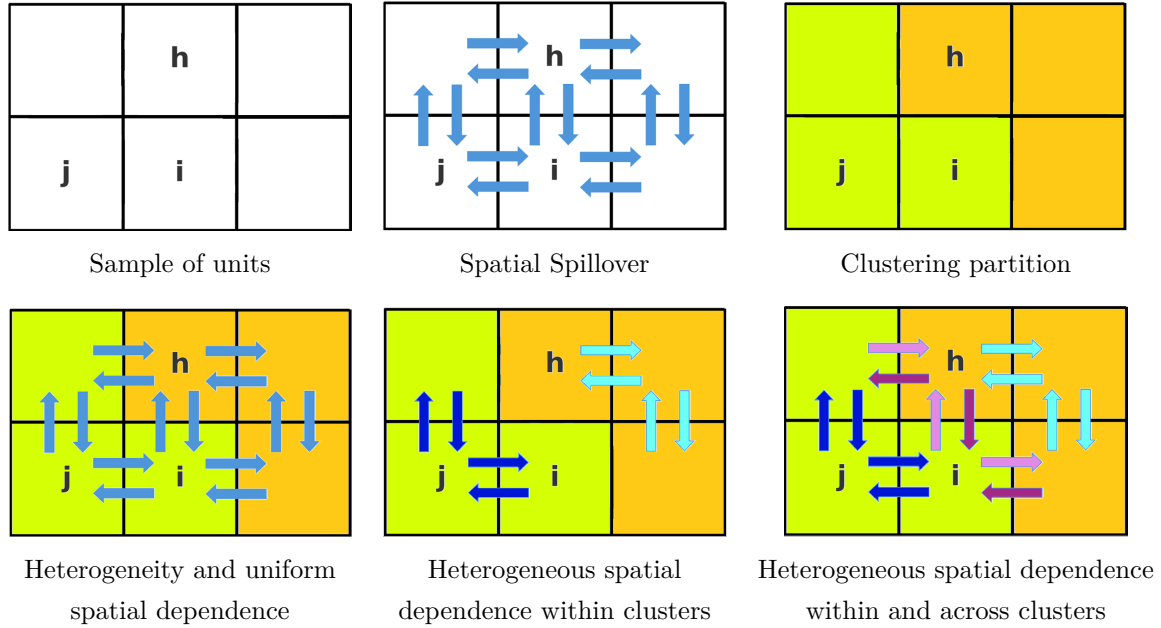 h
j i
Sample of units
h
j i
Spatial Spillover
h
j i
Clustering partition
h
j i
Heterogeneity and uniform
spatial dependence
h
j i
Heterogeneous spatial
dependence within clusters
h
j i
Heterogeneous spatial dependence
within and across clusters